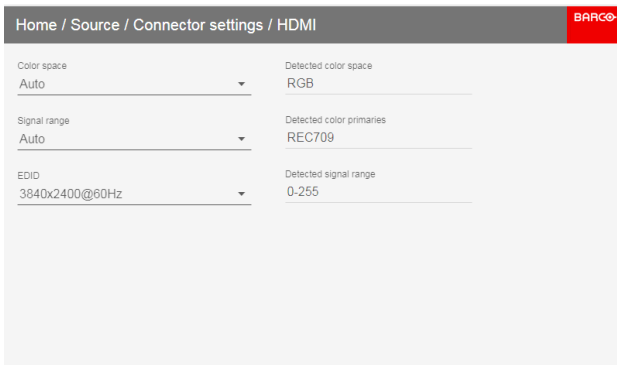 Home / Source / Connector settings / HDMI
BARCO
Color space
Auto
Detected color space
RGB
Signal range
Auto
Detected color primaries
REC709
EDID
3840x2400@60Hz
Detected signal range
0-255